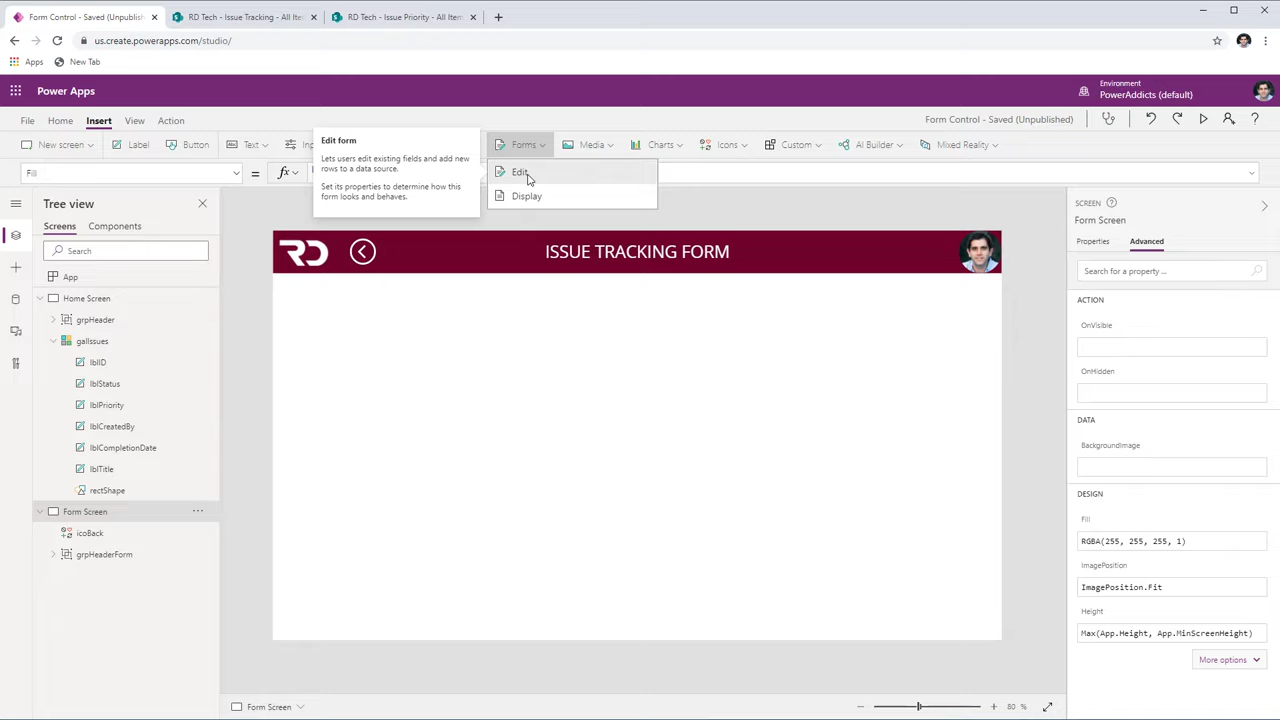 Form Control - Saved (Unpublish
RD Tech - Issue Tracking - All Ite
RD Tech - Issue Priority - All Item
us.create.powerapps.com/studio/
Apps
New Tab
Power Apps
Environment
PowerAddicts (default)
File
Home
Insert
View
Action
Form Control - Saved (Unpublished)
New screen
Label
Button
Text
Inp
Forms
Media
Charts
Icons
Custom
AI Builder
Mixed Reality
Edit form
Lets users edit existing fields and add new
rows to a data source.
Set its properties to determine how this
form looks and behaves.
Edit
Display
Fill
=
fx
Tree view
Screens
Components
Search
App
Home Screen
grpHeader
galIssues
lblID
lblStatus
lblPriority
lblCreatedBy
lblCompletionDate
lblTitle
rectShape
Form Screen
icoBack
grpHeaderForm
RD
ISSUE TRACKING FORM
SCREEN
Form Screen
Properties
Advanced
Search for a property ...
ACTION
OnVisible
OnHidden
DATA
BackgroundImage
DESIGN
Fill
RGBA(255, 255, 255, 1)
ImagePosition
ImagePosition.Fit
Height
Max(App.Height, App.MinScreenHeight)
More options
Form Screen
80 %